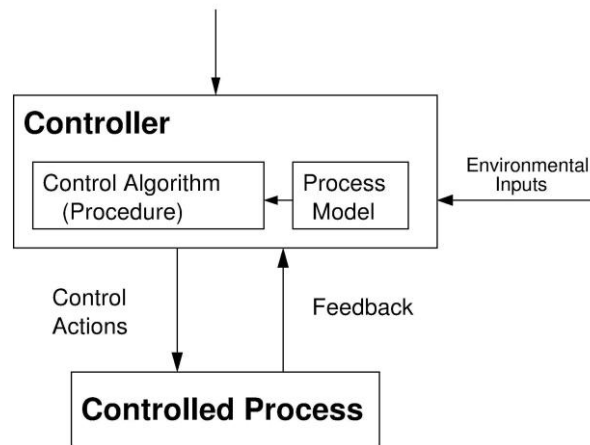 Controller
Control Algorithm
(Procedure)
Process
Model
Environmental
Inputs
Control
Actions
Feedback
Controlled Process